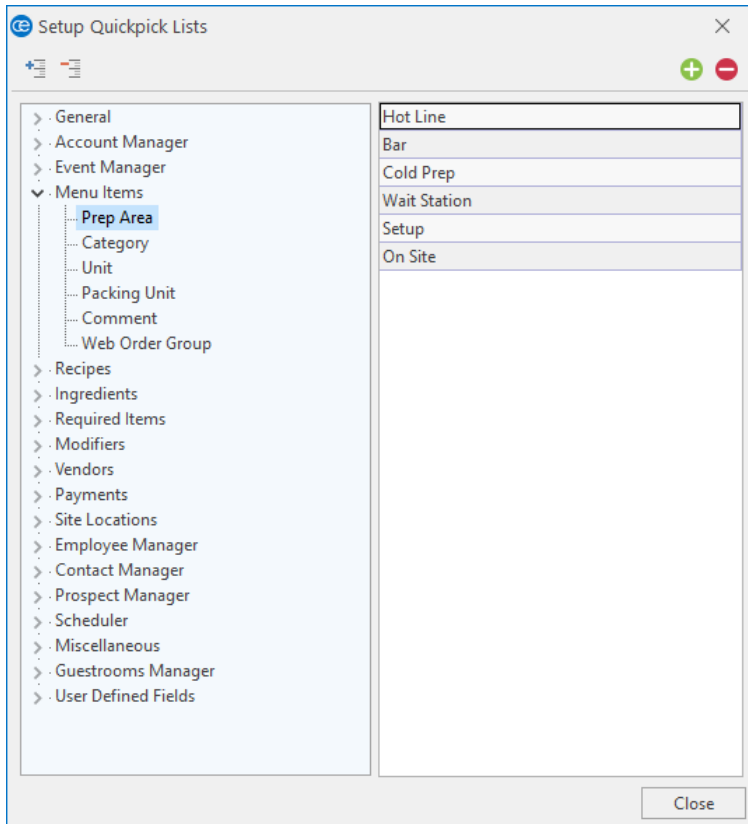 Setup Quickpick Lists
General
Account Manager
Event Manager
Menu Items
Prep Area
Category
Unit
Packing Unit
Comment
Web Order Group
Recipes
Ingredients
Required Items
Modifiers
Vendors
Payments
Site Locations
Employee Manager
Contact Manager
Prospect Manager
Scheduler
Miscellaneous
Guestrooms Manager
User Defined Fields
Hot Line
Bar
Cold Prep
Wait Station
Setup
On Site
Close